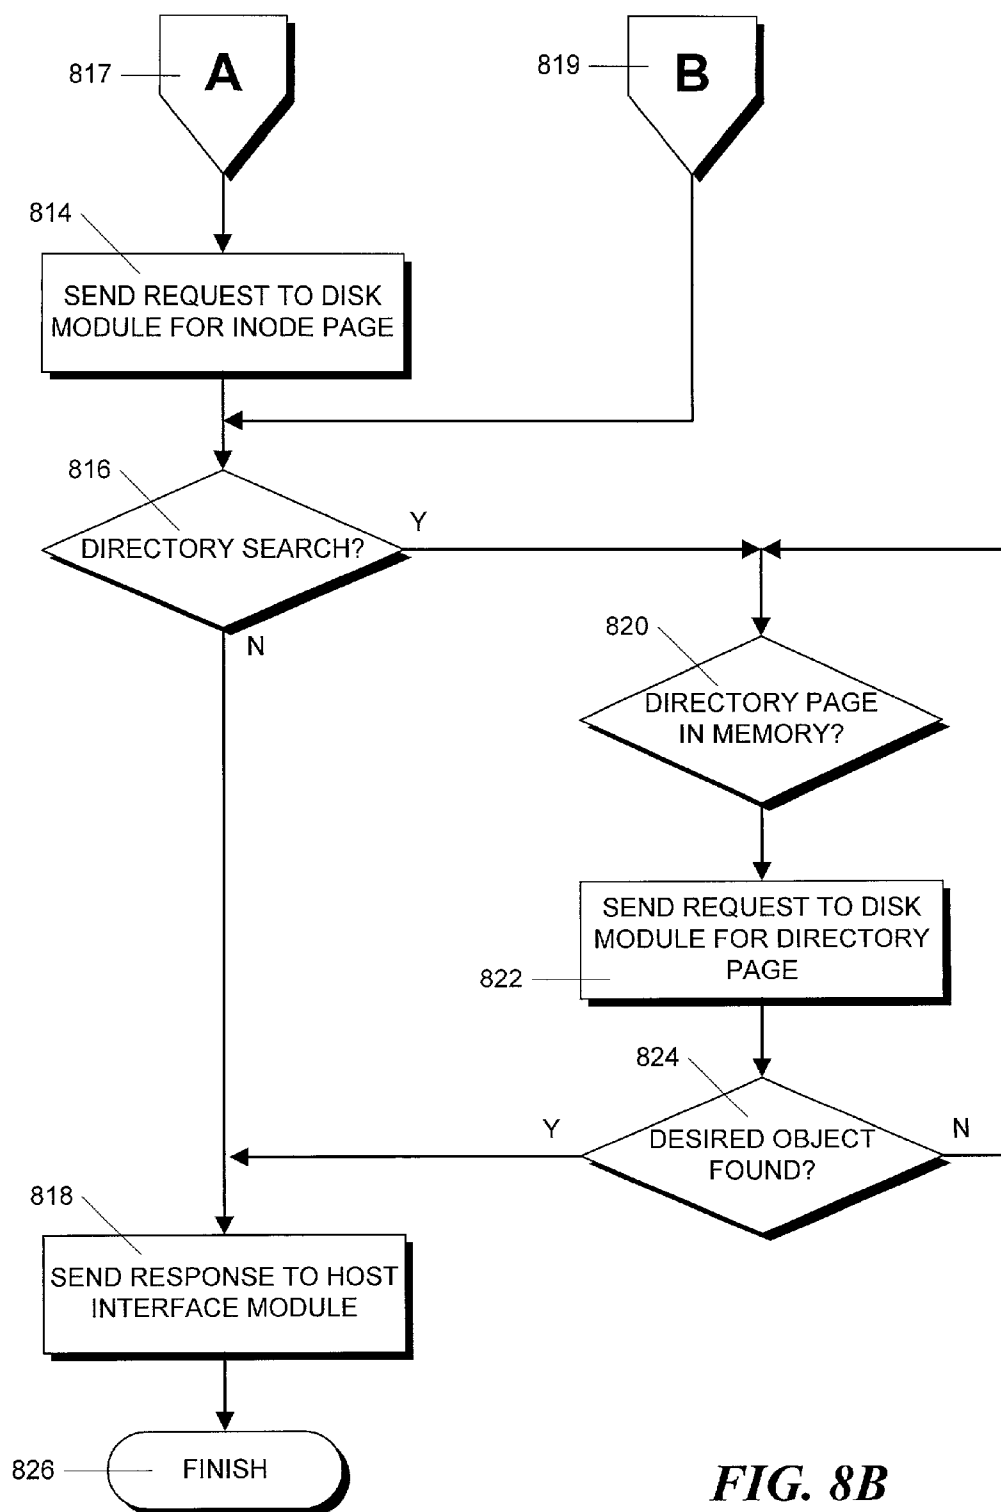 817
A
819
B
814
SEND REQUEST TO DISK
MODULE FOR INODE PAGE
816
DIRECTORY SEARCH?
Y
N
820
DIRECTORY PAGE
IN MEMORY?
SEND REQUEST TO DISK
MODULE FOR DIRECTORY
PAGE
822
824
DESIRED OBJECT
FOUND?
Y
N
818
SEND RESPONSE TO HOST
INTERFACE MODULE
826
FINISH
FIG. 8B